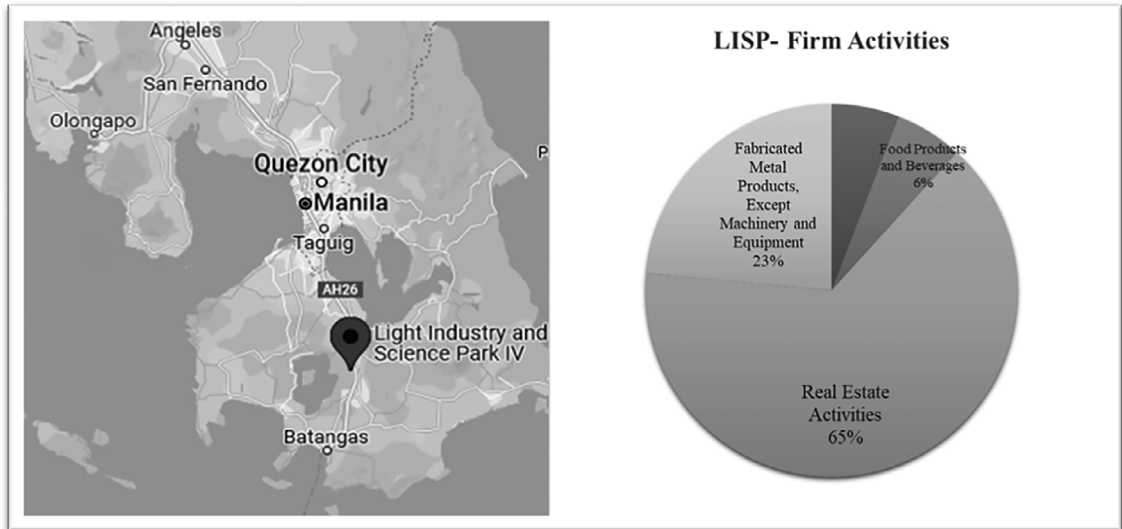 Angeles
San Fernando
Olongapo
P
Quezon City
Manila
Taguig
AH26
Light Industry and
Science Park IV
Batangas
LISP- Firm Activities
Food Products
and Beverages
6%
Fabricated
Metal
Products,
Except
Machinery and
Equipment
23%
Real Estate
Activities
65%